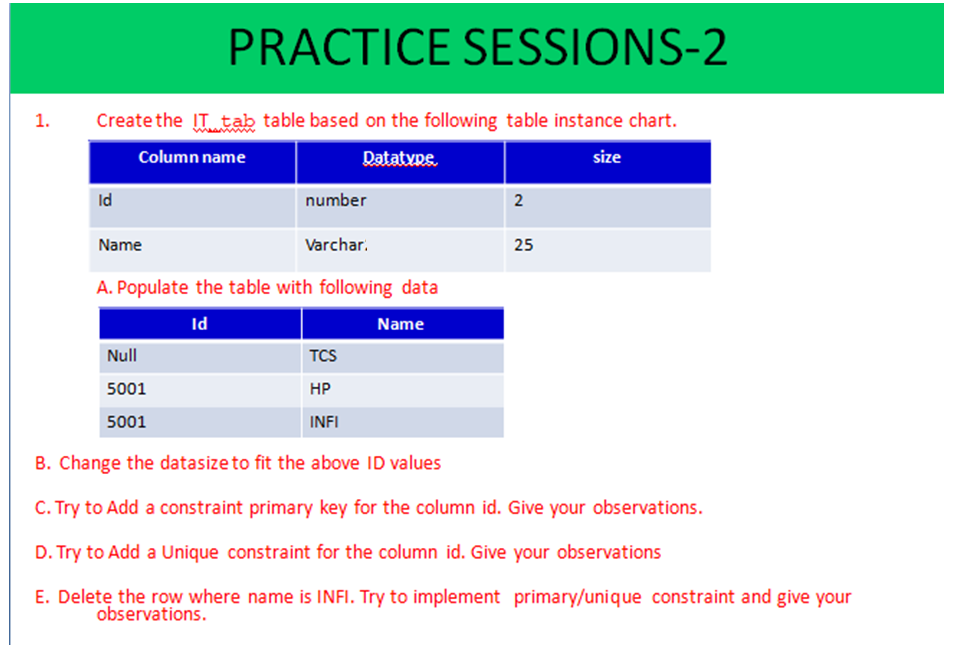 PRACTICE SESSIONS-2
1. Create the IT_tab table based on the following table instance chart.
Column name Datatype size
Id number 2
Name Varchar 25
A. Populate the table with following data
Id Name
Null TCS
5001 HP
5001 INFI
B. Change the datasize to fit the above ID values
C. Try to Add a constraint primary key for the column id. Give your observations.
D. Try to Add a Unique constraint for the column id. Give your observations
E. Delete the row where name is INFI. Try to implement primary/unique constraint and give your
observations.